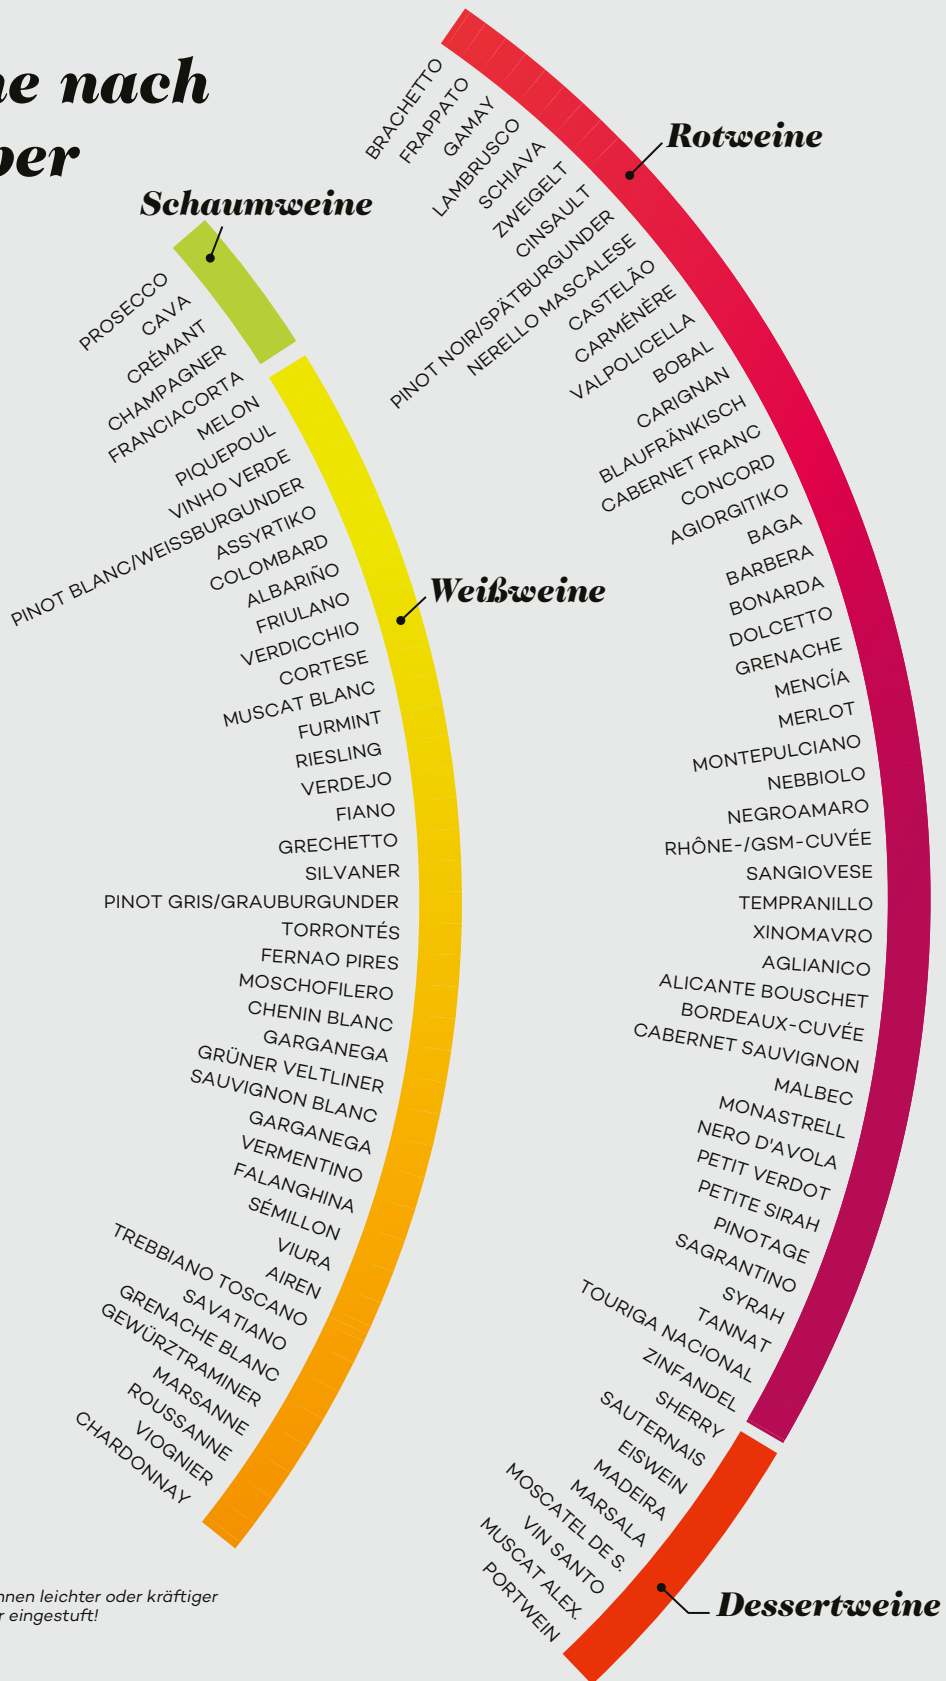 ne nach
per
Schaumweine
PROSECCO
CAVA
CRÉMANT
CHAMPAGNER
FRANCIACORTA
Weißweine
MELON
PIQUEPOUL
VINHO VERDE
PINOT BLANC/WEISSBURGUNDER
ASSYRTIKO
COLOMBARD
ALBARIÑO
FRIULANO
VERDICCHIO
CORTESE
MUSCAT BLANC
FURMINT
RIESLING
VERDEJO
FIANO
GRECHETTO
SILVANER
PINOT GRIS/GRAUBURGUNDER
TORRONTÉS
FERNAO PIRES
MOSCHOFILERO
CHENIN BLANC
GARGANEGA
GRÜNER VELTLINER
SAUVIGNON BLANC
GARGANEGA
VERMENTINO
FALANGHINA
SÉMILLON
VIURA
AIREN
TREBBIANO TOSCANO
SAVATIANO
GRENACHE BLANC
GEWÜRZTRAMINER
MARSANNE
ROUSSANNE
VIOGNIER
CHARDONNAY
Rotweine
BRACHETTO
FRAPPATO
GAMAY
LAMBRUSCO
SCHIAVA
ZWEIGELT
CINSAULT
PINOT NOIR/SPÄTBURGUNDER
NERELLO MASCALESE
CASTELÃO
CARMÉNÈRE
VALPOLICELLA
BOBAL
CARIGNAN
BLAUFRÄNKISCH
CABERNET FRANC
CONCORD
AGIORGITIKO
BAGA
BARBERA
BONARDA
DOLCETTO
GRENACHE
MENCÍA
MERLOT
MONTEPULCIANO
NEBBIOLO
NEGROAMARO
RHÔNE-/GSM-CUVÉE
SANGIOVESE
TEMPRANILLO
XINOMAVRO
AGLIANICO
ALICANTE BOUSCHET
BORDEAUX-CUVÉE
CABERNET SAUVIGNON
MALBEC
MONASTRELL
NERO D'AVOLA
PETIT VERDOT
PETITE SIRAH
PINOTAGE
SAGRANTINO
SYRAH
TANNAT
TOURIGA NACIONAL
ZINFANDEL
SHERRY
SAUTERNAIS
EISWEIN
MADEIRA
MARSALA
MOSCATEL DE S.
VIN SANTO
MUSCAT ALEX.
PORTWEIN
Dessertweine
nnen leichter oder kräftiger
r eingestuft!